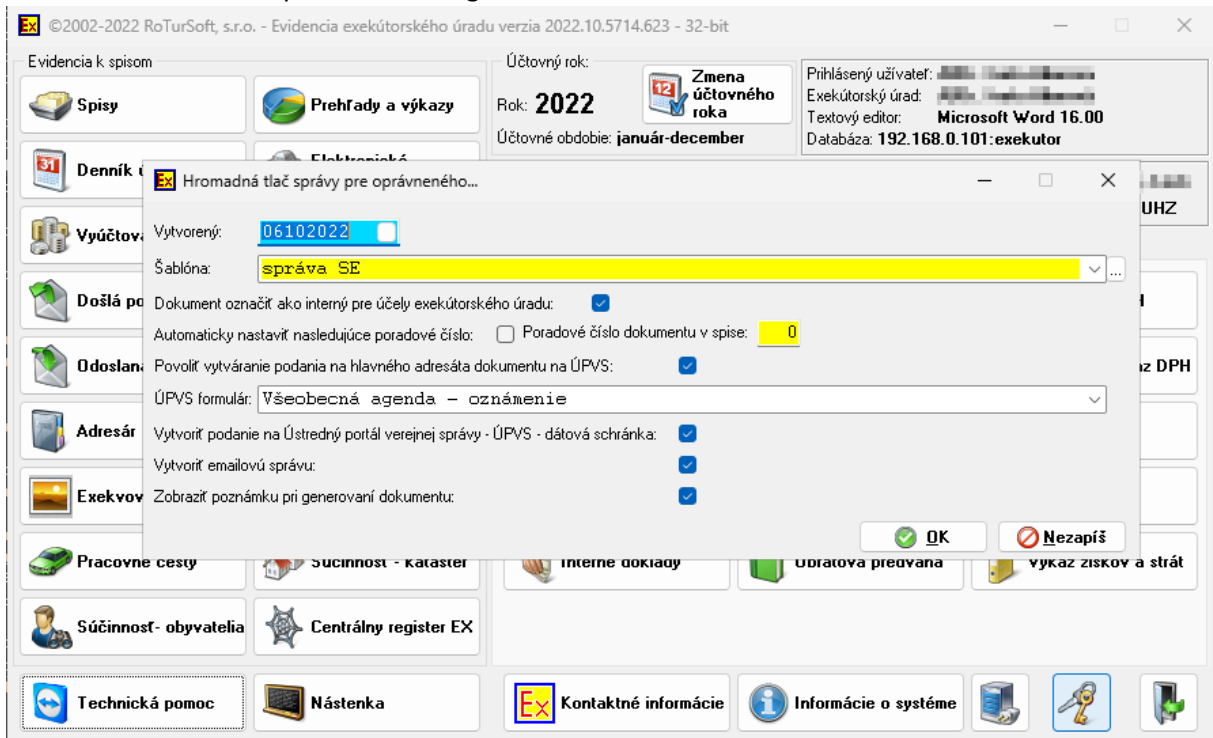 ©2002-2022 RoTurSoft, s.r.o. - Evidencia exekútorského úradu verzia 2022.10.5714.623 - 32-bit
Evidencia k spisom
Spisy
Prehľady a výkazy
Účtovný rok:
Rok: 2022
Zmena
účtovného
roka
Účtovné obdobie: január-december
Prihlásený užívateľ:
Exekútorský úrad:
Textový editor: Microsoft Word 16.00
Databáza: 192.168.0.101:exekutor
Denník
Elektronické
UHZ
Hromadná tlač správy pre oprávneného...
Vytvorený: 06102022
Šablóna: správa SE
...
Dokument označiť ako interný pre účely exekútorského úradu:
Automaticky nastaviť nasledujúce poradové číslo:
Poradové číslo dokumentu v spise: 0
Povoliť vytváranie podania na hlavného adresáta dokumentu na ÚPVS:
ÚPVS formulár: Všeobecná agenda - oznámenie
Vytvoriť podanie na Ústredný portál verejnej správy - ÚPVS - dátová schránka:
Vytvoriť emailovú správu:
Zobraziť poznámku pri generovaní dokumentu:
OK
Nezapíš
Vyúčtov
Došlá po
Odoslan
az DPH
Adresár
Exekvov
Pracovné cesty
Súčinnosť - kataster
Interné doklady
Obratová predvaha
Výkaz ziskov a strát
Súčinnosť- obyvatelia
Centrálny register EX
Technická pomoc
Nástenka
Kontaktné informácie
Informácie o systéme